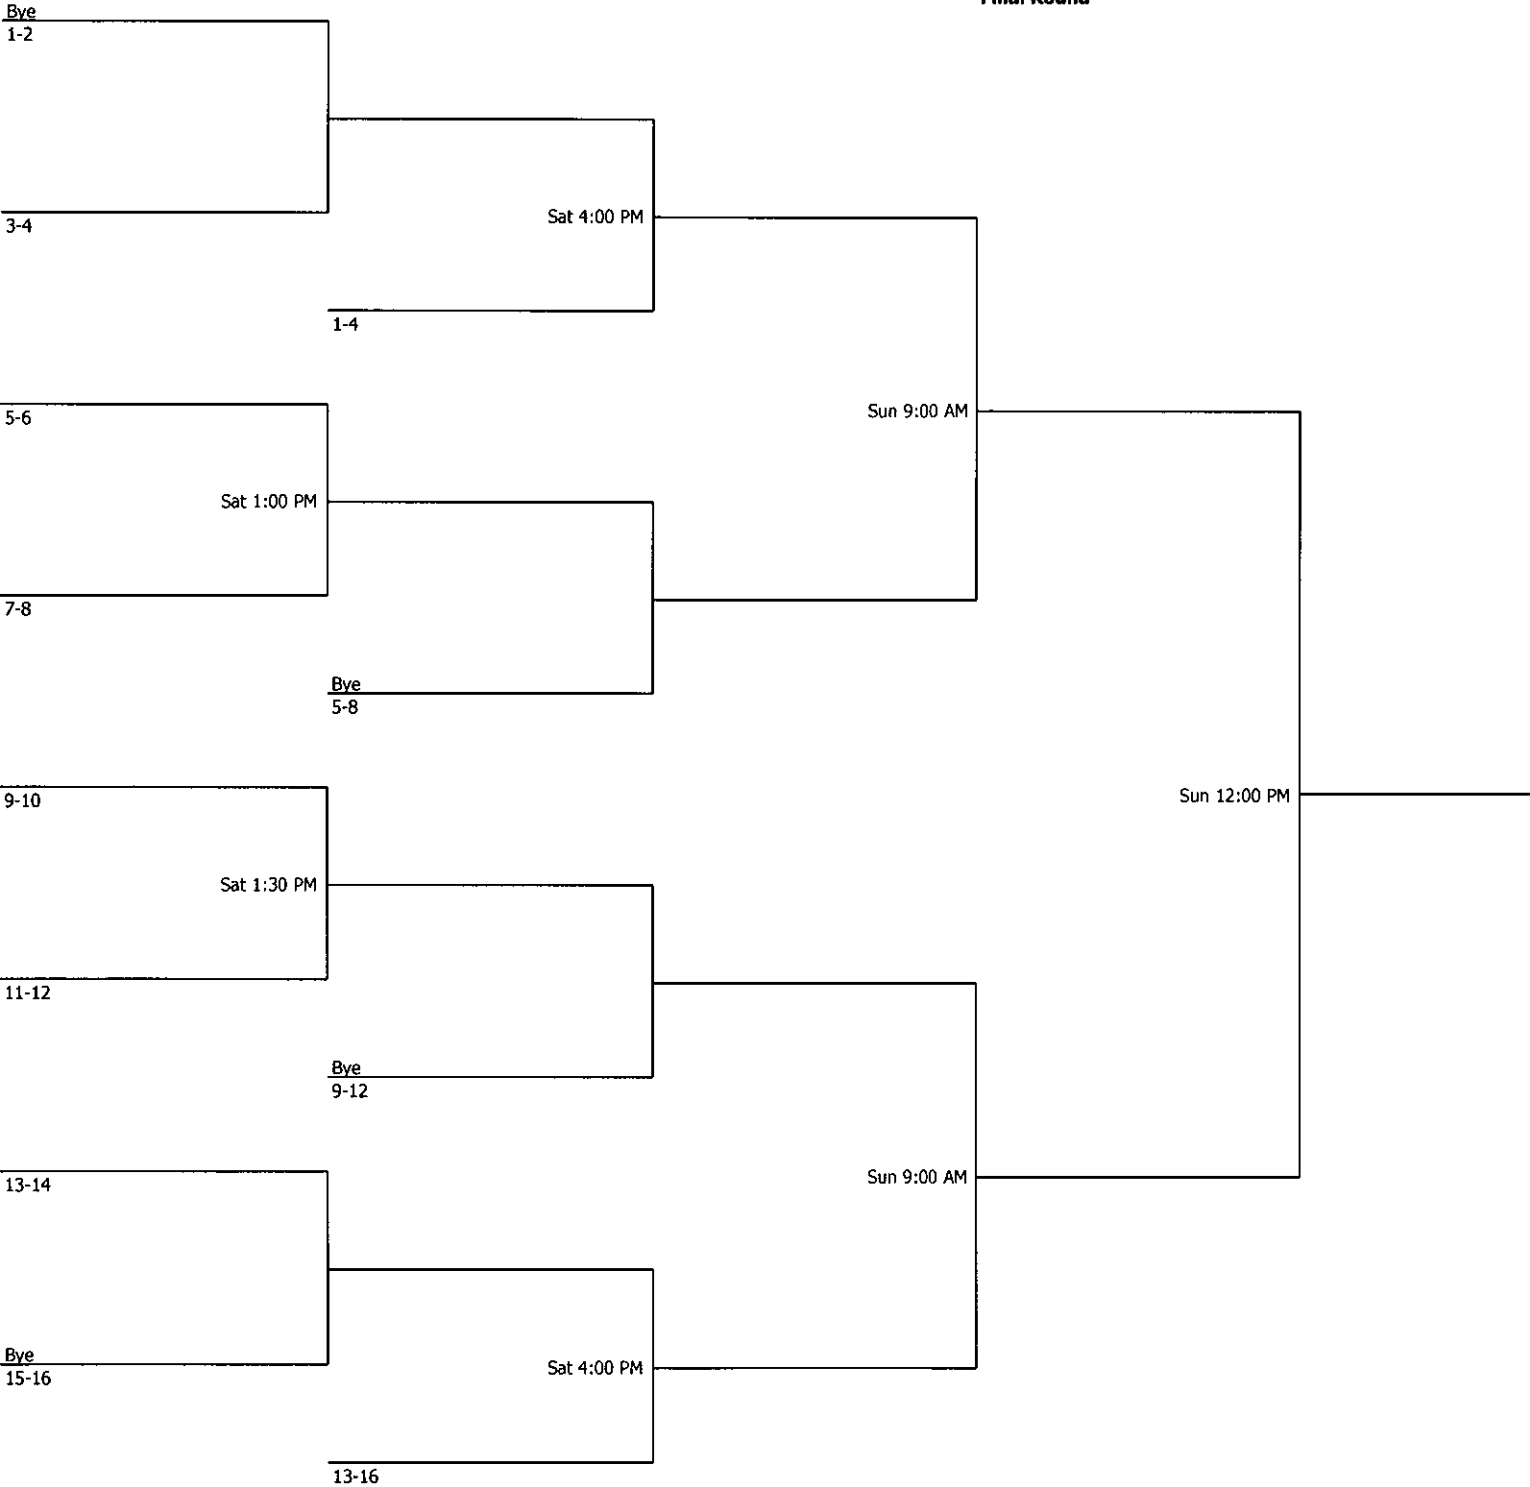 Final Round
Bye
1-2
3-4
Sat 4:00 PM
1-4
5-6
Sun 9:00 AM
Sat 1:00 PM
7-8
Bye
5-8
9-10
Sun 12:00 PM
Sat 1:30 PM
11-12
Bye
9-12
13-14
Sun 9:00 AM
Bye
15-16
Sat 4:00 PM
13-16